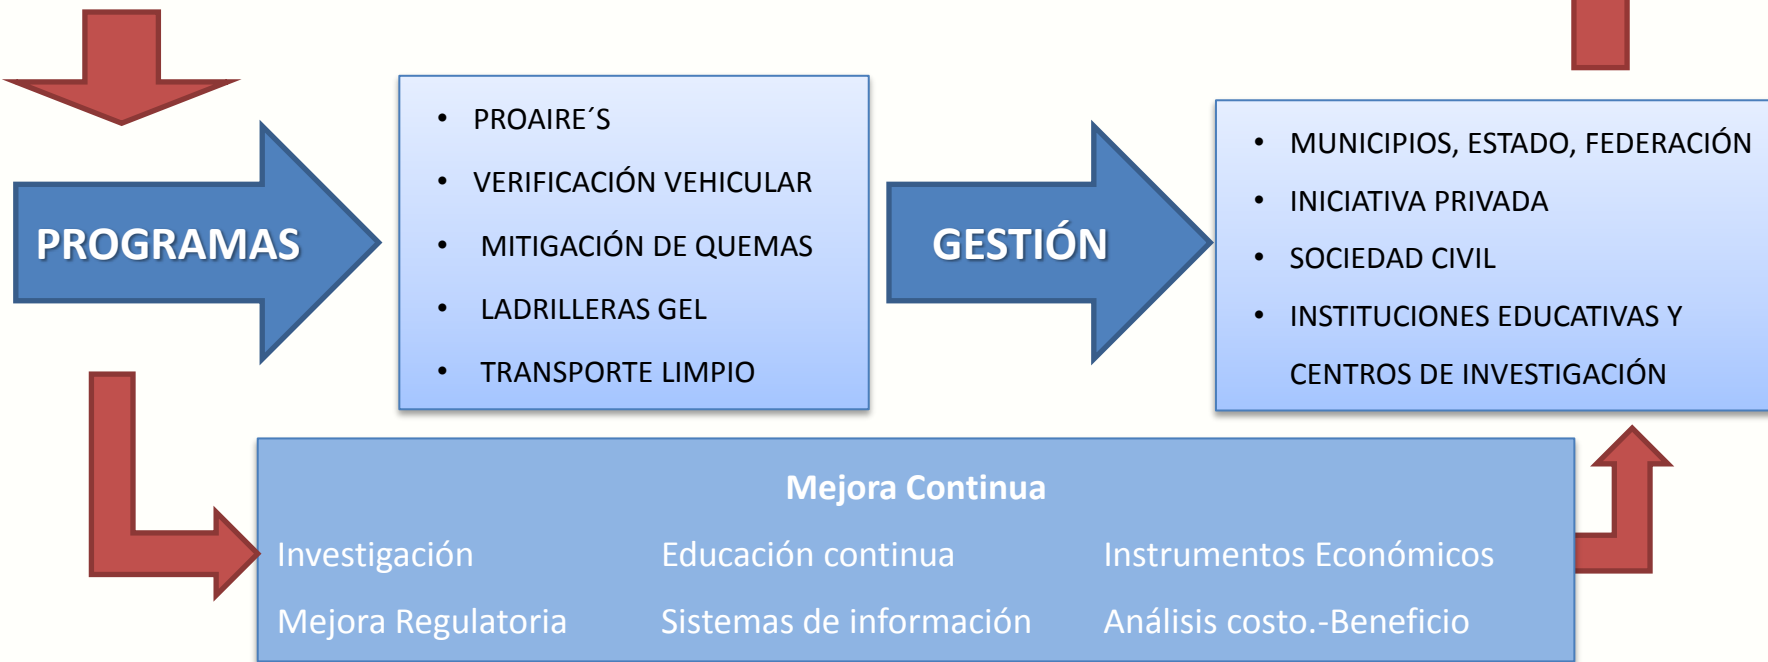 PROGRAMAS
• PROAIRE´S
• VERIFICACIÓN VEHICULAR
• MITIGACIÓN DE QUEMAS
• LADRILLERAS GEL
• TRANSPORTE LIMPIO
GESTIÓN
• MUNICIPIOS, ESTADO, FEDERACIÓN
• INICIATIVA PRIVADA
• SOCIEDAD CIVIL
• INSTITUCIONES EDUCATIVAS Y
CENTROS DE INVESTIGACIÓN
Mejora Continua
Investigación Educación continua Instrumentos Económicos
Mejora Regulatoria Sistemas de información Análisis costo.-Beneficio